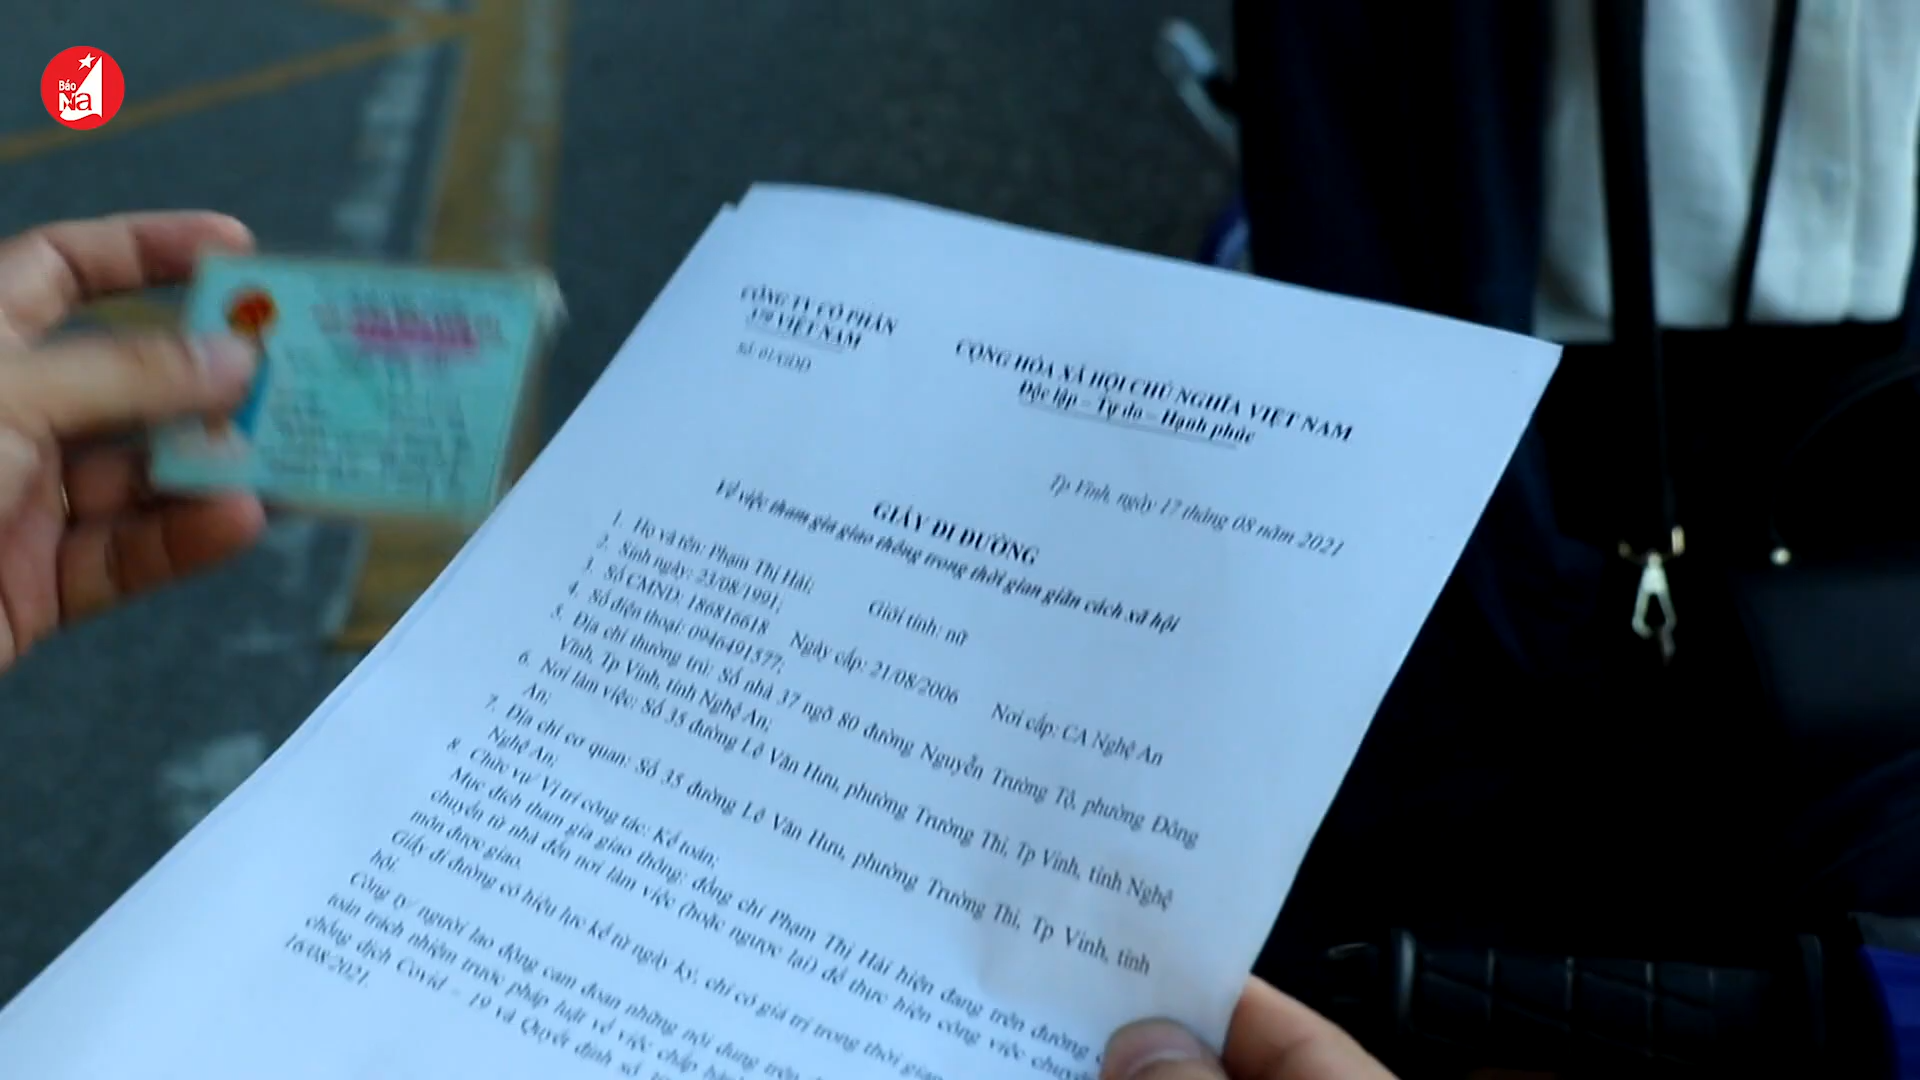 Báo
Na
CÔNG TY CỔ PHẦN
VIỆT NAM
CỘNG HÒA XÃ HỘI CHỦ NGHĨA VIỆT NAM
Độc lập – Tự do – Hạnh phúc
Số: 01/GDD
Tp Vinh, ngày 17 tháng 08 năm 2021
GIẤY ĐI ĐƯỜNG
Về việc tham gia giao thông trong thời gian giãn cách xã hội
1. Họ và tên: Phạm Thị Hải; Giới tính: nữ
2. Sinh ngày: 23/08/1991;
3. Số CMND: 186816618 Ngày cấp: 21/08/2006 Nơi cấp: CA Nghệ An
4. Số điện thoại: 0946491577;
5. Địa chỉ thường trú: Số nhà 37 ngõ 80 đường Nguyễn Trường Tộ, phường Đông
Vĩnh, Tp Vinh, tỉnh Nghệ An;
6. Nơi làm việc: Số 35 đường Lê Văn Hưu, phường Trường Thi, Tp Vinh, tỉnh Nghệ
An;
7. Địa chỉ cơ quan: Số 35 đường Lê Văn Hưu, phường Trường Thi, Tp Vinh, tỉnh
Nghệ An;
8. Chức vụ/ Vị trí công tác: Kế toán;
Mục đích tham gia giao thông: đồng chí Phạm Thị Hải hiện đang trên đường
chuyển từ nhà đến nơi làm việc (hoặc ngược lại) để thực hiện công việc chuyên
môn được giao.
Giấy đi đường có hiệu lực kể từ ngày ký, chỉ có giá trị trong thời gian
hội.
Công ty/ người lao động cam đoan những nội dung trên
toàn trách nhiệm trước pháp luật về việc chấp hành
chống dịch Covid – 19 và Quyết định số
16/08/2021.